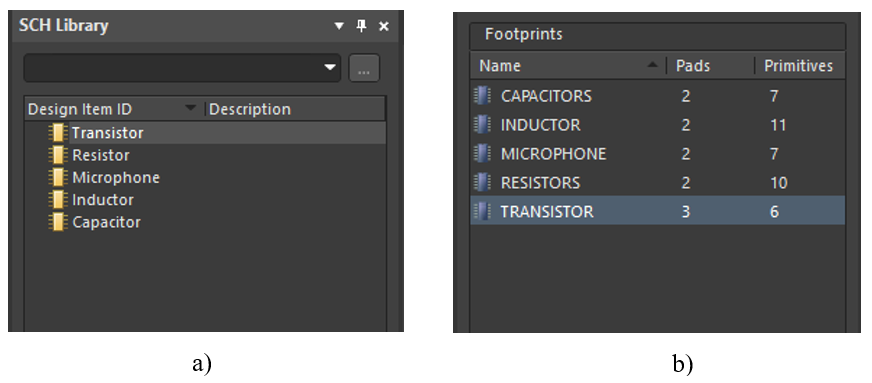 SCH Library
...
Design Item ID Description
Transistor
Resistor
Microphone
Inductor
Capacitor
a)
Footprints
Name Pads Primitives
CAPACITORS 2 7
INDUCTOR 2 11
MICROPHONE 2 7
RESISTORS 2 10
TRANSISTOR 3 6
b)